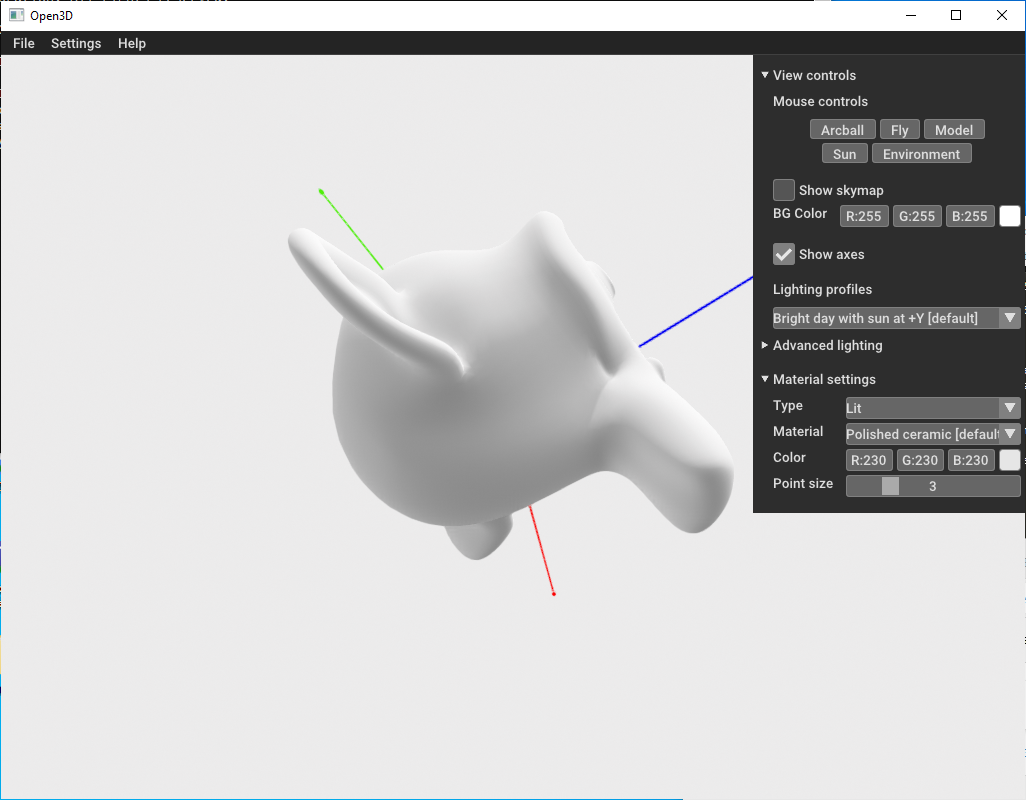 Open3D
File Settings Help
View controls
Mouse controls
Arcball Fly Model
Sun Environment
Show skymap
BG Color R:255 G:255 B:255
Show axes
Lighting profiles
Bright day with sun at +Y [default]
Advanced lighting
Material settings
Type Lit
Material Polished ceramic [default
Color R:230 G:230 B:230
Point size 3